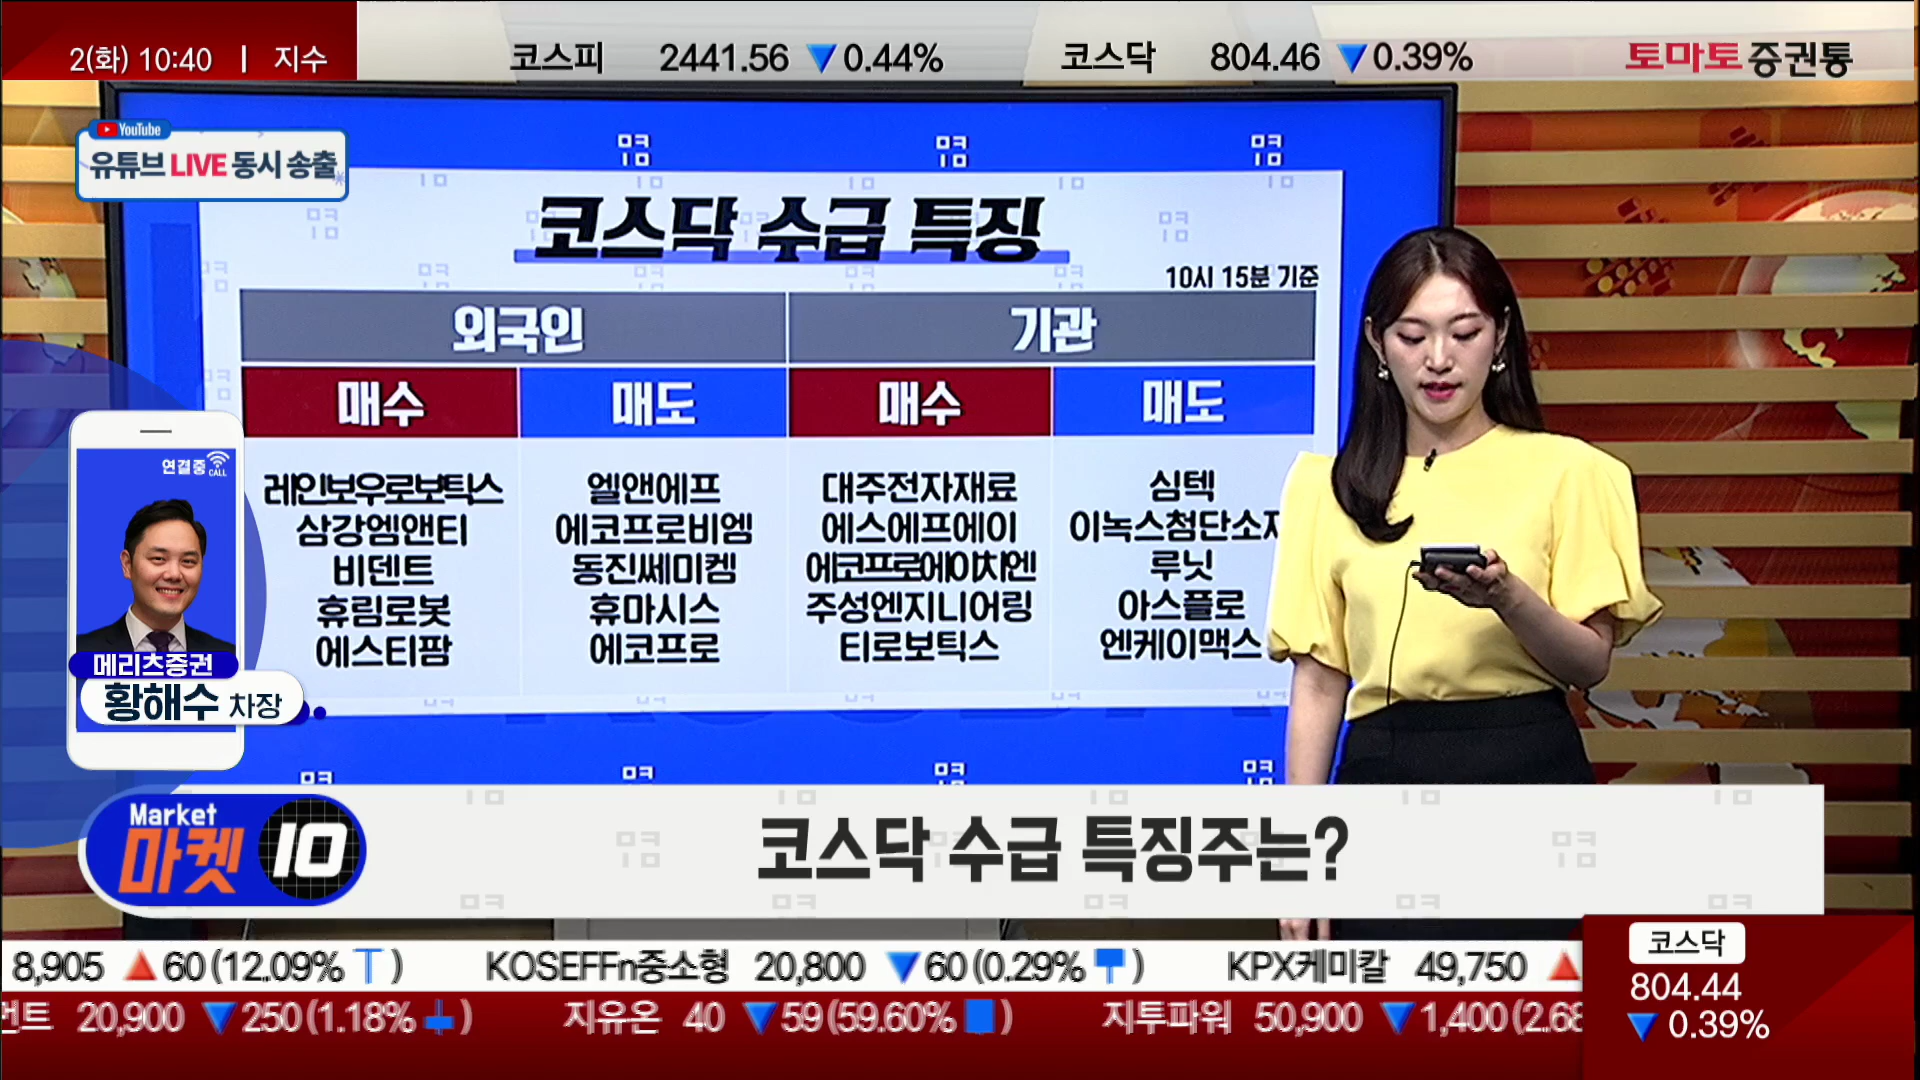 2(화) 10:40 | 지수
코스피 2441.56 ▼0.44%
코스닥 804.46 ▼0.39%
토마토증권통
YouTube
유튜브 LIVE 동시 송출
코스닥 수급 특징
10시 15분 기준
외국인 기관
매수 매도 매수 매도
레인보우로보틱스 엘앤에프 대주전자재료 심텍
삼강엠앤티 에코프로비엠 에스에프에이 이녹스첨단소재
비덴트 동진쎄미켐 에코프로에이치엔 루닛
휴림로봇 휴마시스 주성엔지니어링 아스플로
에스티팜 에코프로 티로보틱스 엔케이맥스
연결중
CALL
메리츠증권
황해수 차장
Market
마켓 10
코스닥 수급 특징주는?
8,905 ▲60(12.09% ) KOSEFFn중소형 20,800 ▼60(0.29% ) KPX케미칼 49,750 ▲
먼트 20,900 ▼250(1.18% ) 지유온 40 ▼59(59.60% ) 지투파워 50,900 ▼1,400(2.68
코스닥
804.44
▼ 0.39%